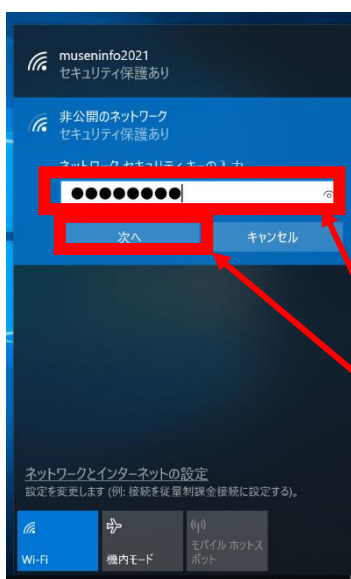 museninfo2021
セキュリティ保護あり
非公開のネットワーク
セキュリティ保護あり
ネットワーク セキュリティ キーの入力
●●●●●●●●
次へ
キャンセル
ネットワークとインターネットの設定
設定を変更します (例: 接続を従量制課金接続に設定する)。
Wi-Fi
機内モード
モバイル ホットス
ポット